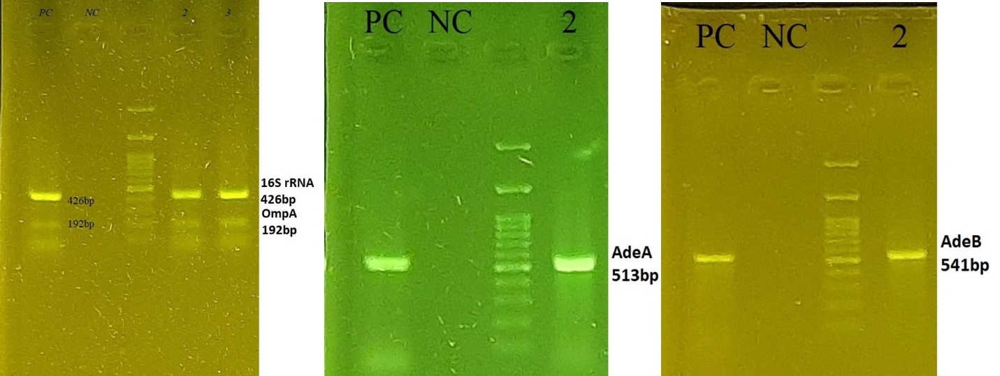 PC NC 2 3
426bp
192bp
16S rRNA
426bp
OmpA
192bp
PC NC 2
AdeA
513bp
PC NC 2
AdeB
541bp